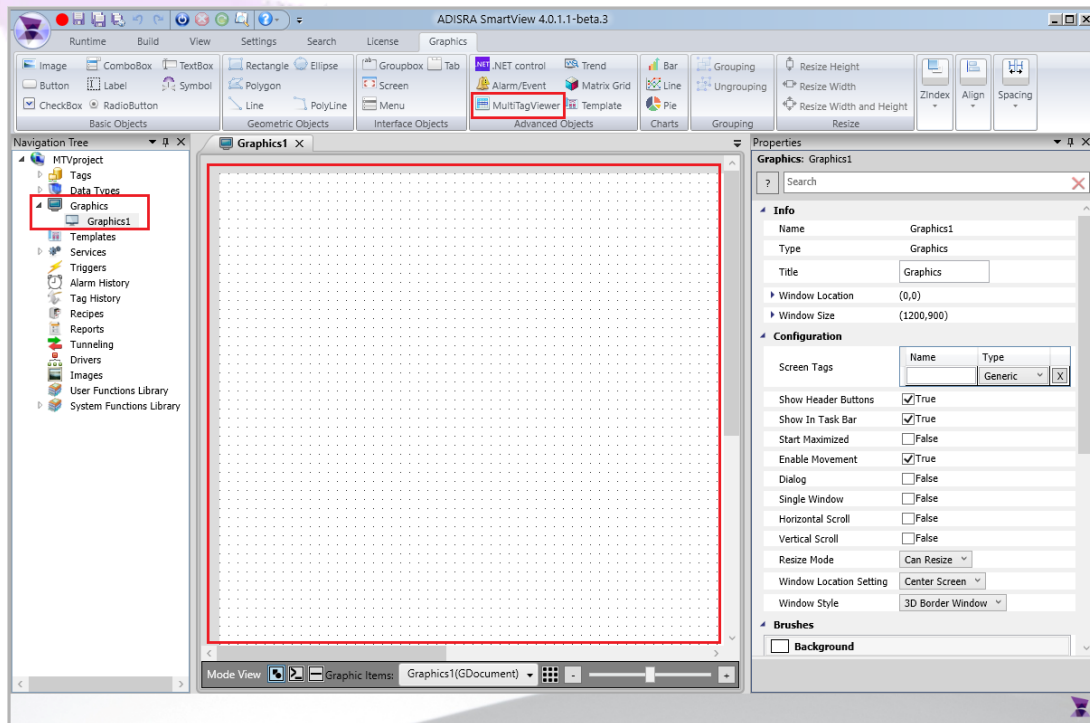 ADISRA SmartView 4.0.1.1-beta.3
Runtime Build View Settings Search License Graphics
Image ComboBox TextBox Rectangle Ellipse Groupbox Tab .NET control Trend Bar Grouping Resize Height
Button Label Symbol Polygon Screen Alarm/Event Matrix Grid Line Ungrouping Resize Width
CheckBox RadioButton Line PolyLine Menu MultiTagViewer Template Pie Resize Width and Height ZIndex Align Spacing
Basic Objects Geometric Objects Interface Objects Advanced Objects Charts Grouping Resize
Navigation Tree
MTVproject
Tags
Data Types
Graphics
Graphics1
Templates
Services
Triggers
Alarm History
Tag History
Recipes
Reports
Tunneling
Drivers
Images
User Functions Library
System Functions Library
Graphics1 X
Mode View Graphic Items: Graphics1(GDocument) - +
Properties
Graphics: Graphics1
? Search
Info
Name Graphics1
Type Graphics
Title Graphics
Window Location (0,0)
Window Size (1200,900)
Configuration
Screen Tags Name Type
Generic X
Show Header Buttons True
Show In Task Bar True
Start Maximized False
Enable Movement True
Dialog False
Single Window False
Horizontal Scroll False
Vertical Scroll False
Resize Mode Can Resize
Window Location Setting Center Screen
Window Style 3D Border Window
Brushes
Background